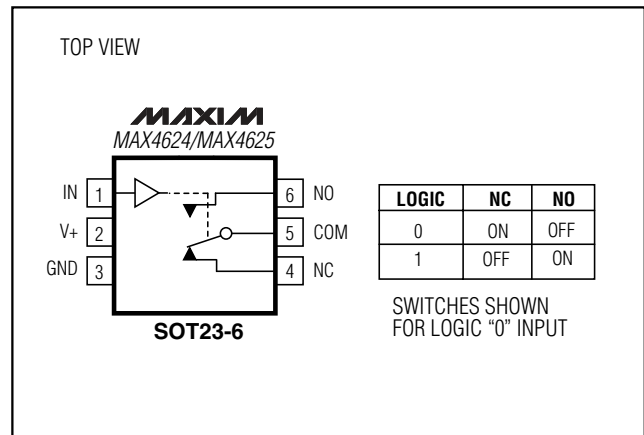 TOP VIEW
MAXIM
MAX4624/MAX4625
IN 1
V+ 2
GND 3
6 NO
5 COM
4 NC
SOT23-6
LOGIC NC NO
0 ON OFF
1 OFF ON
SWITCHES SHOWN
FOR LOGIC “0” INPUT